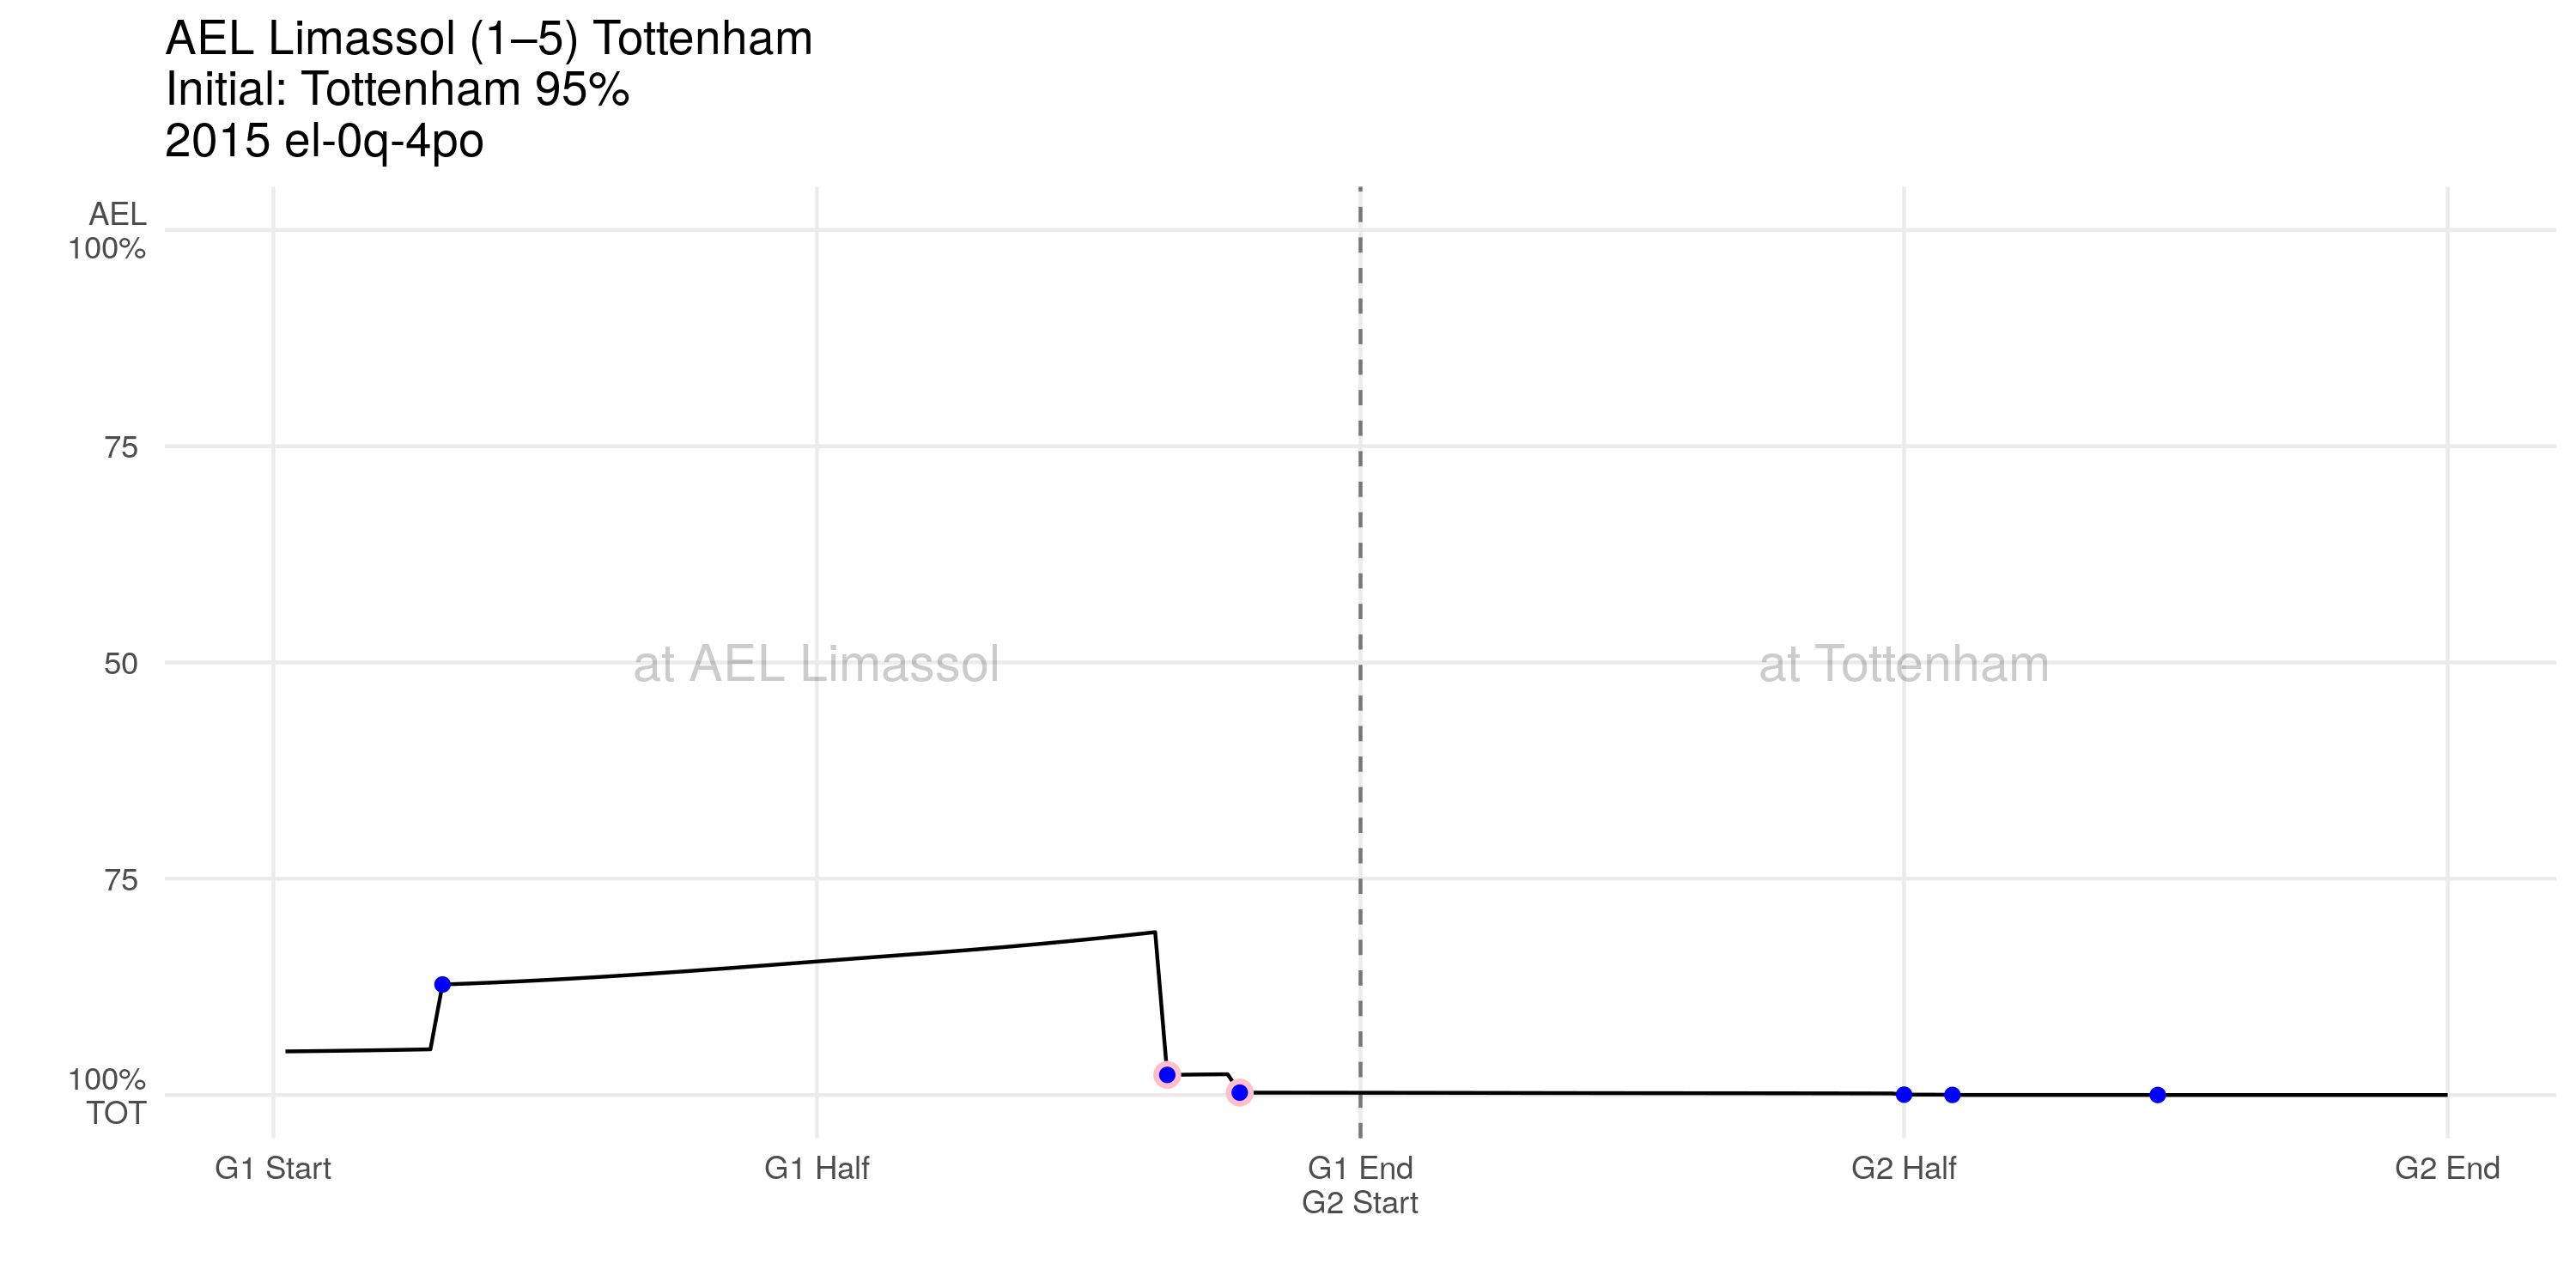 AEL Limassol (1–5) Tottenham
Initial: Tottenham 95%
2015 el-0q-4po
AEL
100%
75
50
75
100%
TOT
at AEL Limassol
at Tottenham
G1 Start
G1 Half
G1 End
G2 Start
G2 Half
G2 End